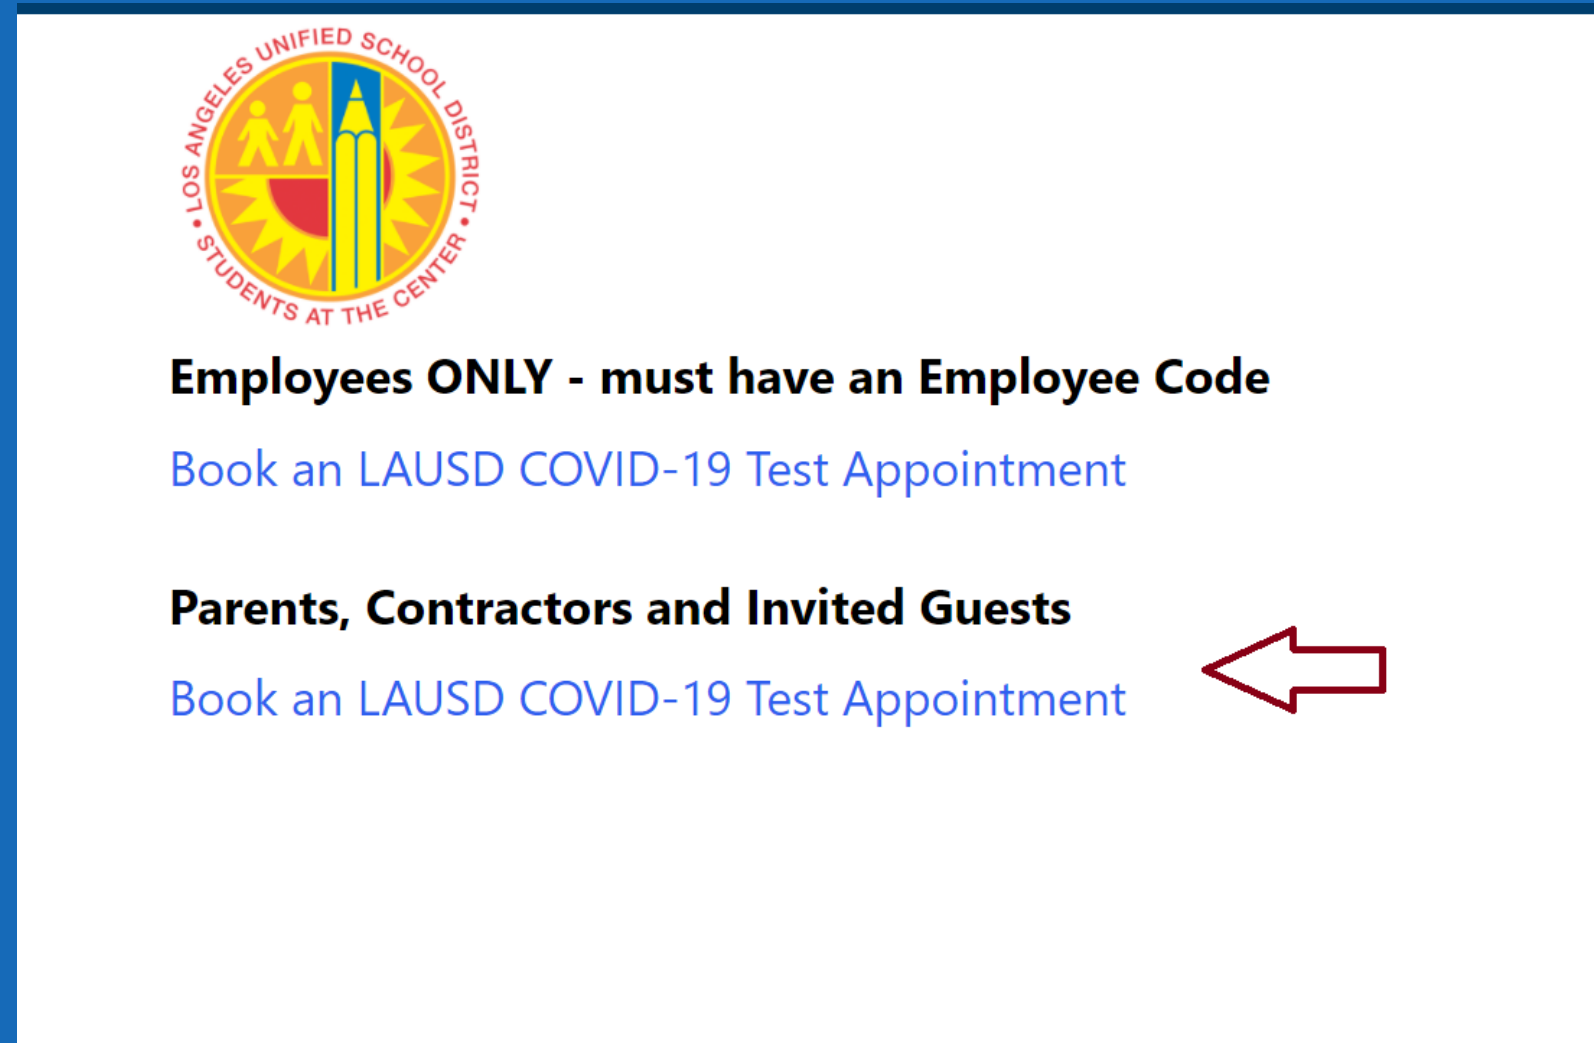 LOS ANGELES UNIFIED SCHOOL DISTRICT •
STUDENTS AT THE CENTER •
Employees ONLY - must have an Employee Code
Book an LAUSD COVID-19 Test Appointment
Parents, Contractors and Invited Guests
Book an LAUSD COVID-19 Test Appointment